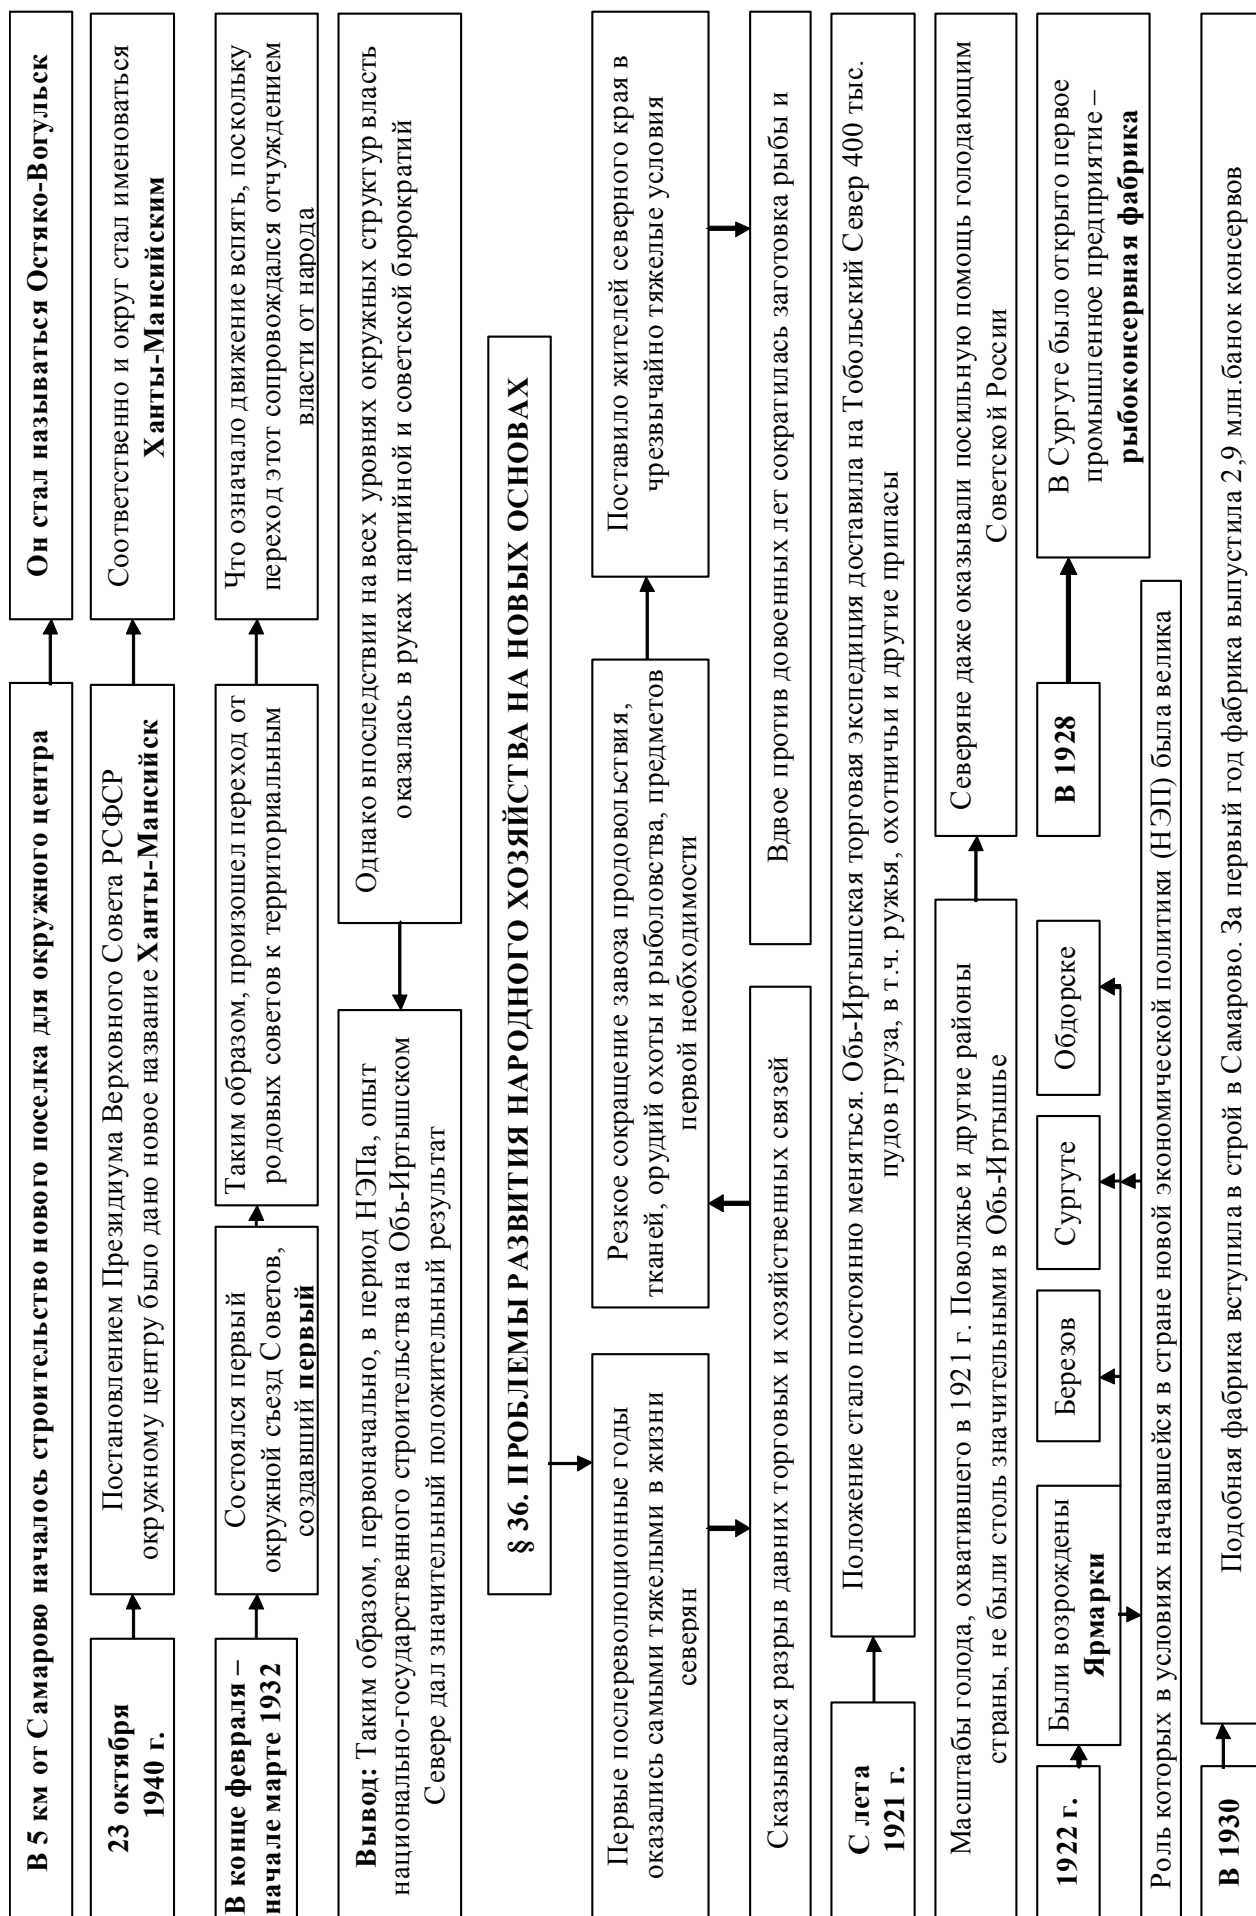 В 5 км от Самарово началось строительство нового поселка для окружного центра
Он стал называться Остяко-Вогульск
23 октября
1940 г.
Постановлением Президиума Верховного Совета РСФСР
окружному центру было дано новое название Ханты-Мансийск
Соответственно и округ стал именоваться
Ханты-Мансийским
В конце февраля –
начале марте 1932
Состоялся первый
окружной съезд Советов,
создавший первый
Таким образом, произошел переход от
родовых советов к территориальным
Что означало движение вспять, поскольку
переход этот сопровождался отчуждением
власти от народа
Вывод: Таким образом, первоначально, в период НЭПа, опыт
национально-государственного строительства на Обь-Иртышском
Севере дал значительный положительный результат
Однако впоследствии на всех уровнях окружных структур власть
оказалась в руках партийной и советской бюрократий
§ 36. ПРОБЛЕМЫ РАЗВИТИЯ НАРОДНОГО ХОЗЯЙСТВА НА НОВЫХ ОСНОВАХ
Первые послереволюционные годы
оказались самыми тяжелыми в жизни
северян
Резкое сокращение завоза продовольствия,
тканей, орудий охоты и рыболовства, предметов
первой необходимости
Поставило жителей северного края в
чрезвычайно тяжелые условия
Сказывался разрыв давних торговых и хозяйственных связей
Вдвое против довоенных лет сократилась заготовка рыбы и
С лета
1921 г.
Положение стало постоянно меняться. Обь-Иртышская торговая экспедиция доставила на Тобольский Север 400 тыс.
пудов груза, в т.ч. ружья, охотничьи и другие припасы
Масштабы голода, охватившего в 1921 г. Поволжье и другие районы
страны, не были столь значительными в Обь-Иртышье
Северяне даже оказывали посильную помощь голодающим
Советской России
1922 г.
Были возрождены
Ярмарки
Березов
Сургуте
Обдорске
В 1928
В Сургуте было открыто первое
промышленное предприятие –
рыбоконсервная фабрика
Роль которых в условиях начавшейся в стране новой экономической политики (НЭП) была велика
В 1930
Подобная фабрика вступила в строй в Самарово. За первый год фабрика выпустила 2,9 млн.банок консервов